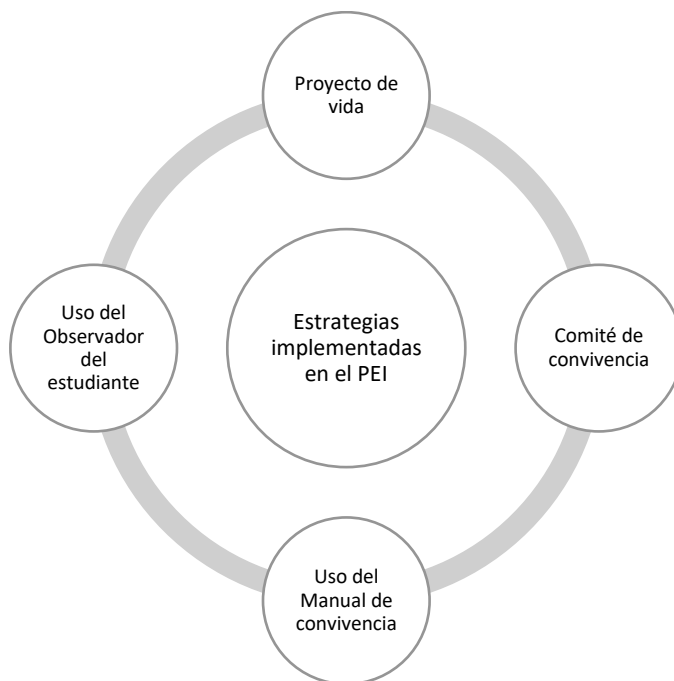 Proyecto de
vida
Estrategias
implementadas
en el PEI
Comité de
convivencia
Uso del
Manual de
convivencia
Uso del
Observador
del
estudiante